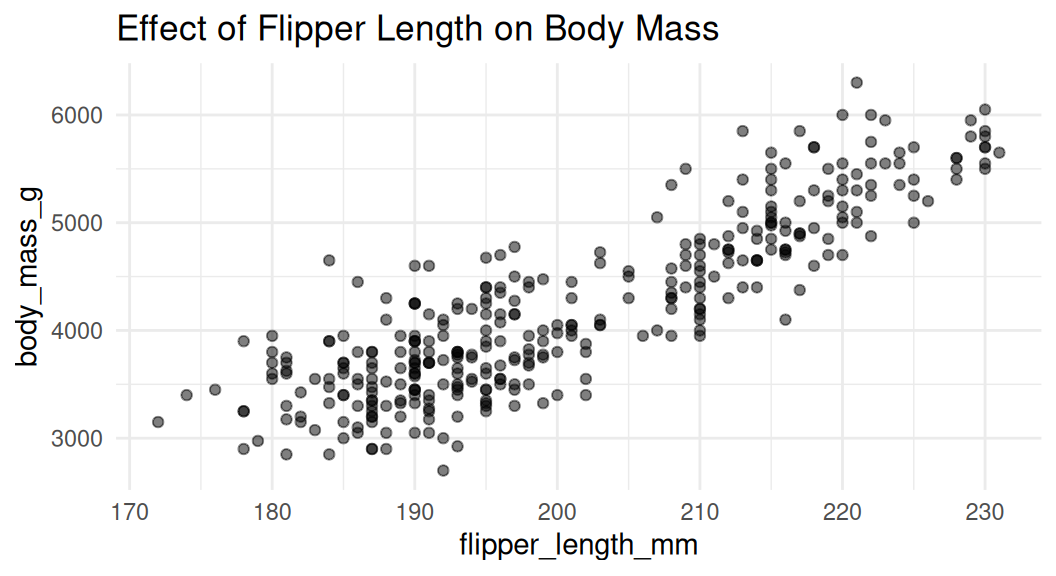 Effect of Flipper Length on Body Mass
body_mass_g
6000
5000
4000
3000
170 180 190 200 210 220 230
flipper_length_mm